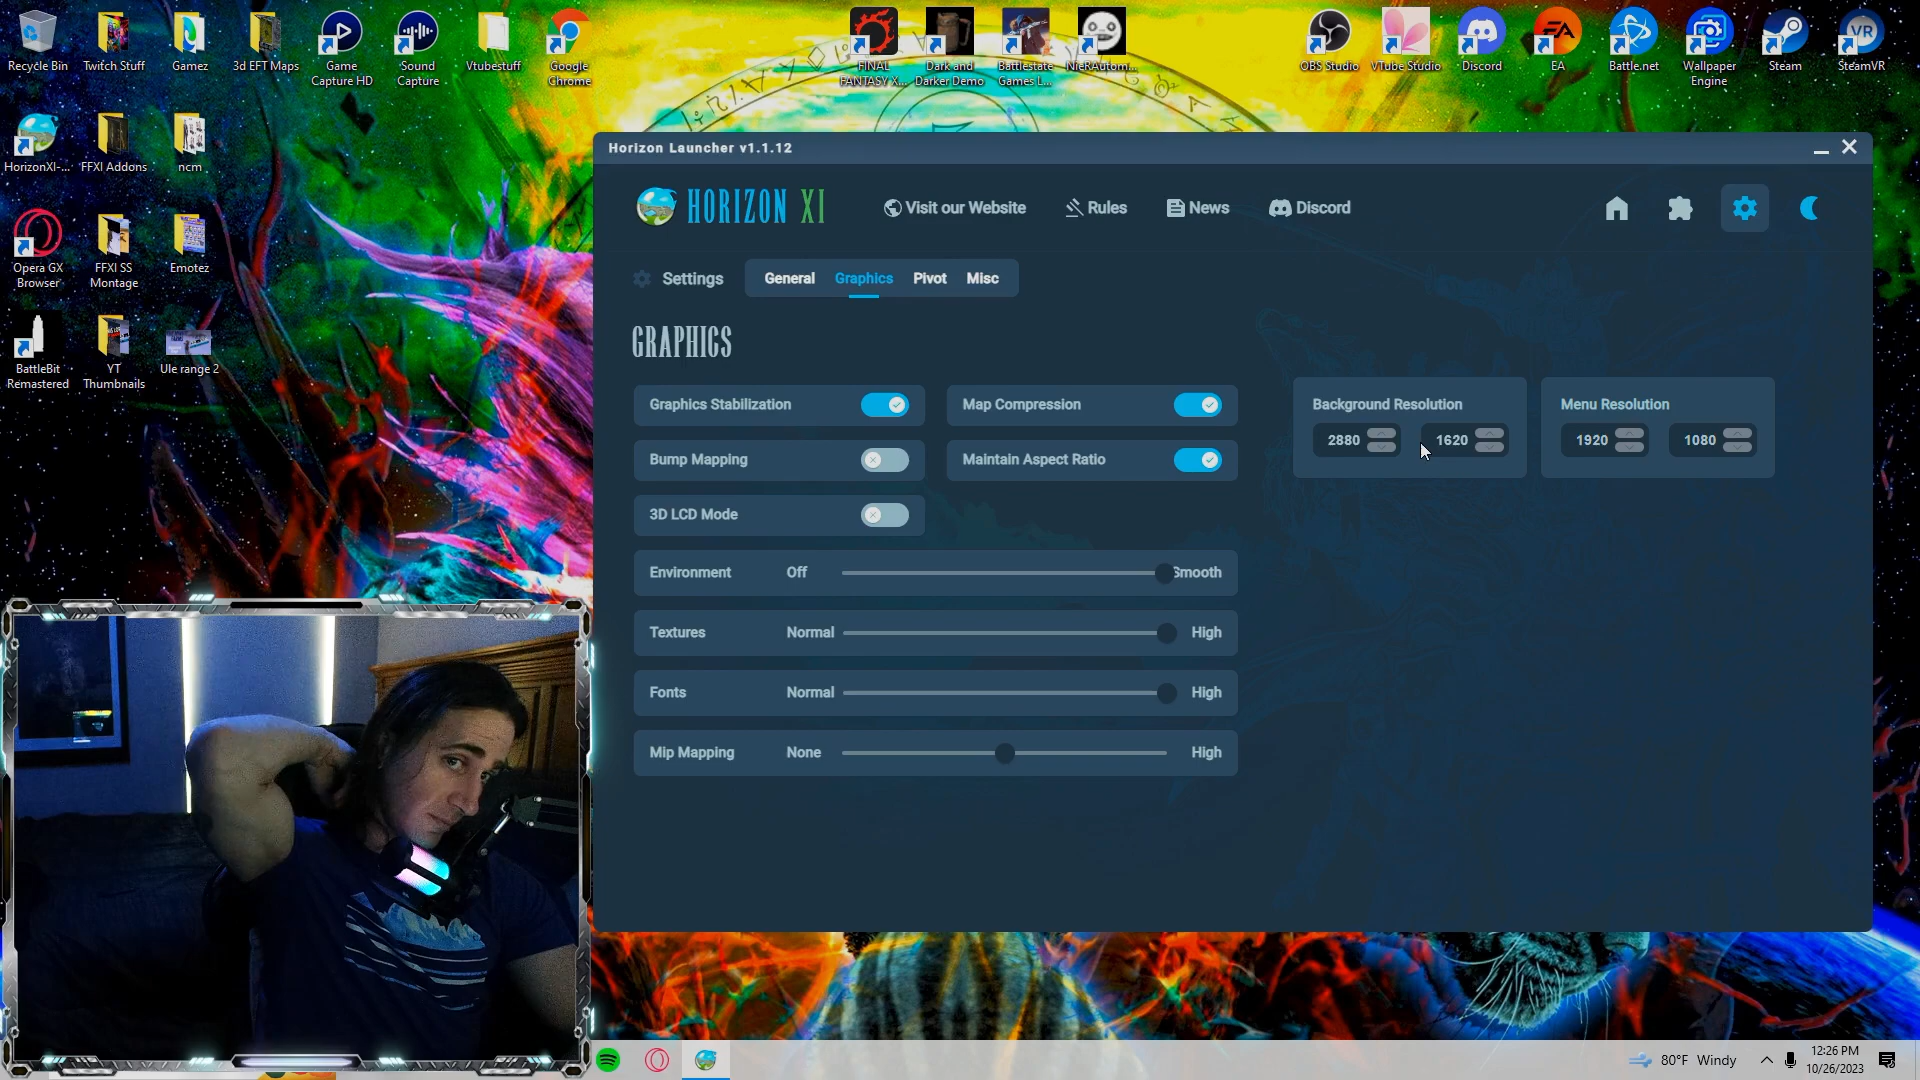 Recycle Bin
Twitch Stuff
Gamez
3d EFT Maps
Game
Capture HD
Sound
Capture
Vtubestuff
Google
Chrome
FINAL
FANTASY X...
Dark and
Darker Demo
Battlestate
Games L...
NieRAutom...
OBS Studio
VTube Studio
Discord
EA
EA
Battle.net
Wallpaper
Engine
Steam
VR
SteamVR
HorizonXI-...
FFXI Addons
ncm
Opera GX
Browser
FFXI SS
Montage
Emotez
BattleBit
Remastered
YT
Thumbnails
Ule range 2
Horizon Launcher v1.1.12
HORIZON XI
Visit our Website
Rules
News
Discord
Settings
General
Graphics
Pivot
Misc
GRAPHICS
Graphics Stabilization
Map Compression
Background Resolution
Menu Resolution
2880
1620
1920
1080
Bump Mapping
Maintain Aspect Ratio
3D LCD Mode
Environment
Off
Smooth
Textures
Normal
High
Fonts
Normal
High
Mip Mapping
None
High
80°F Windy
12:26 PM
10/26/2023